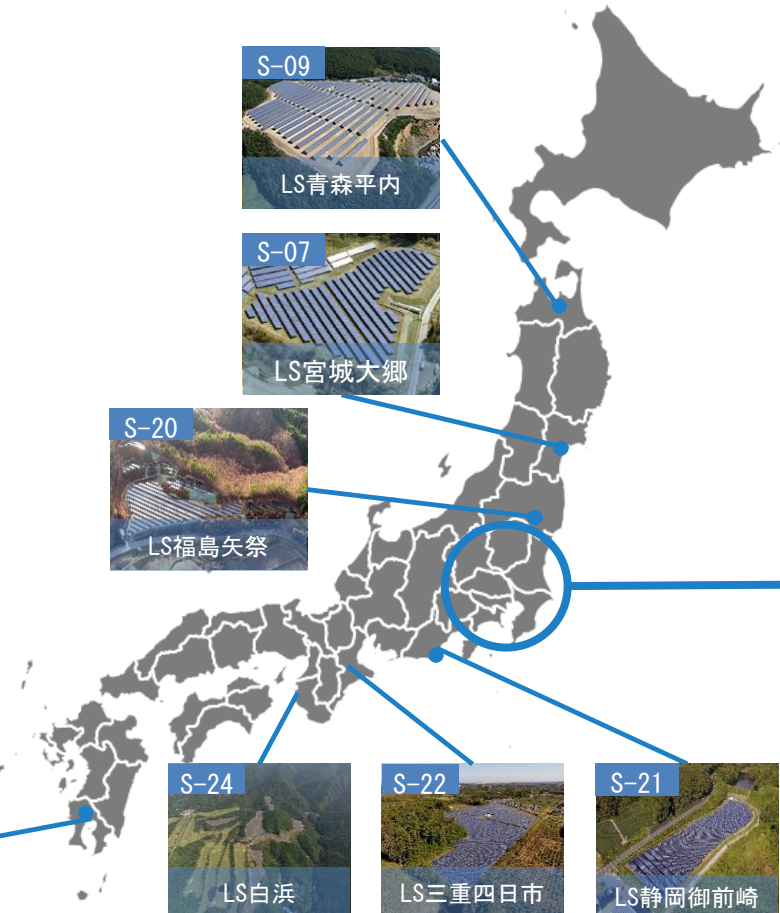 S-09
LS青森平内
S-07
LS宮城大郷
S-20
LS福島矢祭
S-24
LS白浜
S-22
LS三重四日市
S-21
LS静岡御前崎